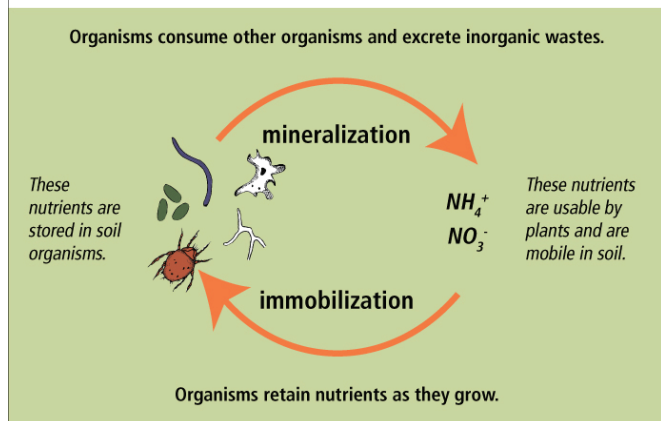 Organisms consume other organisms and excrete inorganic wastes.
mineralization
These
nutrients are
stored in soil
organisms.
NH₄⁺
NO₃⁻
These nutrients
are usable by
plants and are
mobile in soil.
immobilization
Organisms retain nutrients as they grow.